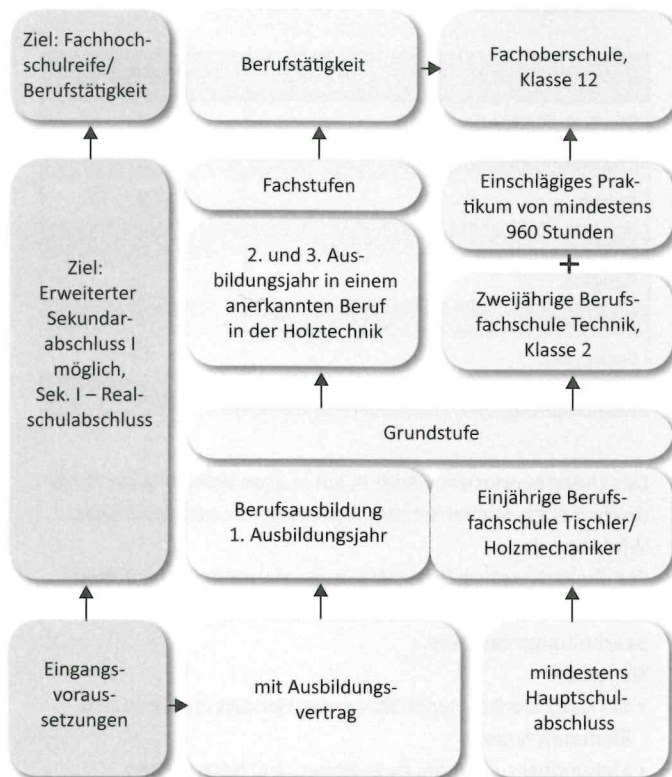 Ziel: Fachhoch-
schulreife/
Berufstätigkeit
Berufstätigkeit
Fachoberschule,
Klasse 12
Ziel:
Erweiterter
Sekundar-
abschluss I
möglich,
Sek. I – Real-
schulabschluss
Fachstufen
2. und 3. Aus-
bildungsjahr in einem
anerkannten Beruf
in der Holztechnik
Einschlägiges Prak-
tikum von mindestens
960 Stunden
+
Zweijährige Berufs-
fachschule Technik,
Klasse 2
Grundstufe
Berufsausbildung
1. Ausbildungsjahr
Einjährige Berufs-
fachschule Tischler/
Holzmechaniker
Eingangs-
voraus-
setzungen
mit Ausbildungs-
vertrag
mindestens
Hauptschul-
abschluss